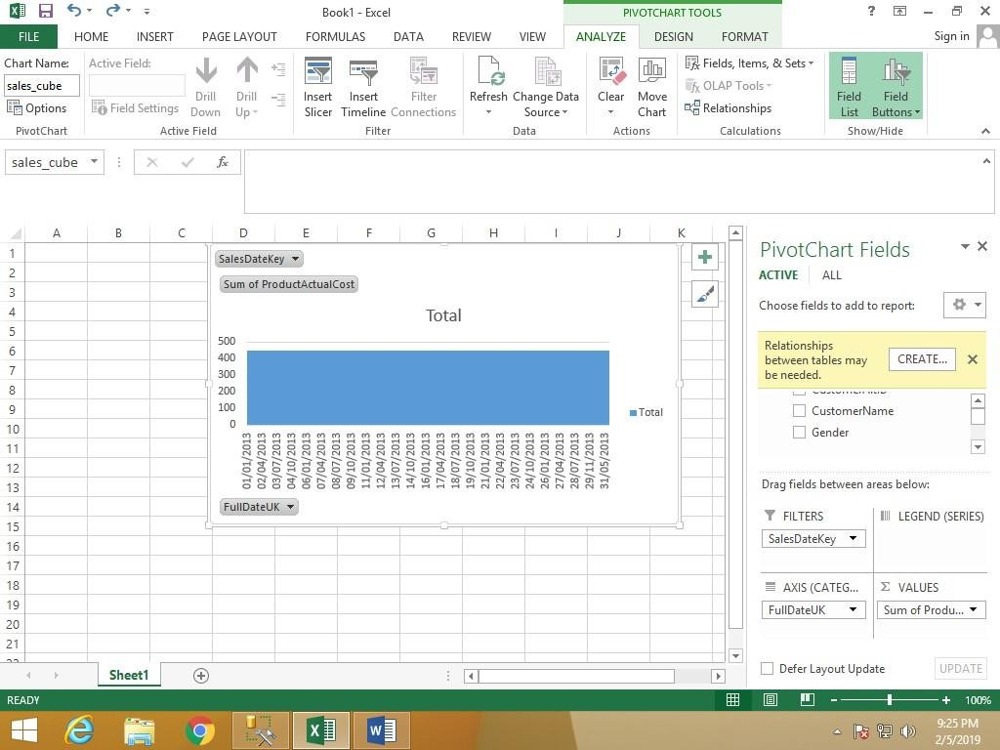 Book1 - Excel
PIVOTCHART TOOLS
?
FILE HOME INSERT PAGE LAYOUT FORMULAS DATA REVIEW VIEW ANALYZE DESIGN FORMAT Sign in
Chart Name:
sales_cube
Options
PivotChart
Active Field:
Field Settings
Drill Down
Drill Up
Active Field
Insert Slicer
Insert Timeline
Filter Connections
Filter
Refresh
Change Data Source
Data
Clear
Move Chart
Actions
Fields, Items, & Sets
OLAP Tools
Relationships
Calculations
Field List
Field Buttons
Show/Hide
sales_cube
fx
A B C D E F G H I J K
1
2
3
4
5
6
7
8
9
10
11
12
13
14
15
16
17
18
19
20
21
SalesDateKey
Sum of ProductActualCost
Total
500
400
300
200
100
0
Total
01/01/2013
02/04/2013
03/07/2013
04/10/2013
06/01/2013
07/04/2013
08/07/2013
09/10/2013
11/01/2013
12/04/2013
13/07/2013
14/10/2013
16/01/2013
17/04/2013
18/07/2013
19/10/2013
21/01/2013
22/04/2013
23/07/2013
24/10/2013
26/01/2013
27/04/2013
28/07/2013
29/11/2013
31/05/2013
FullDateUK
PivotChart Fields
ACTIVE ALL
Choose fields to add to report:
Relationships
between tables may
be needed.
CREATE...
CustomerName
Gender
Drag fields between areas below:
FILTERS
LEGEND (SERIES)
SalesDateKey
AXIS (CATEG...
VALUES
FullDateUK
Sum of Produ...
Defer Layout Update
UPDATE
Sheet1
READY
100%
9:25 PM
2/5/2019